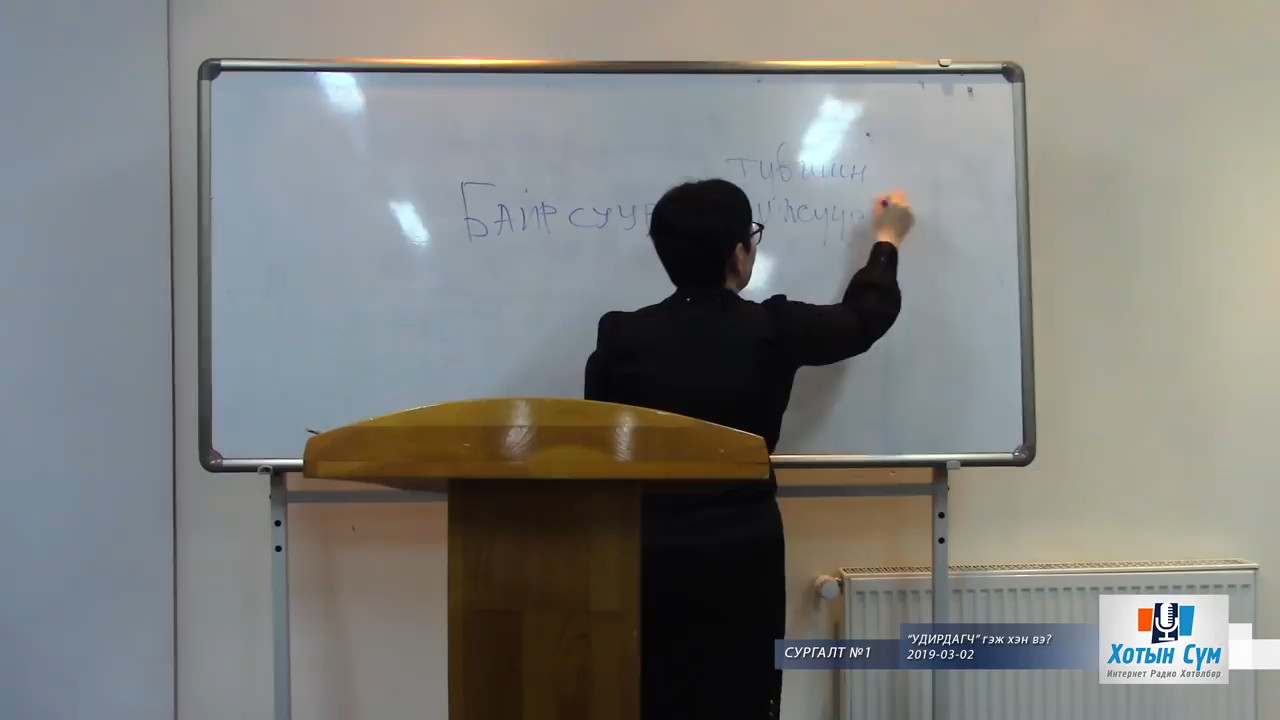 түвшин
СУРГАЛТ №1
"УДИРДАГЧ" гэж хэн вэ?
2019-03-02
Хотын Сүм
Интернет Радио Хөтөлбөр